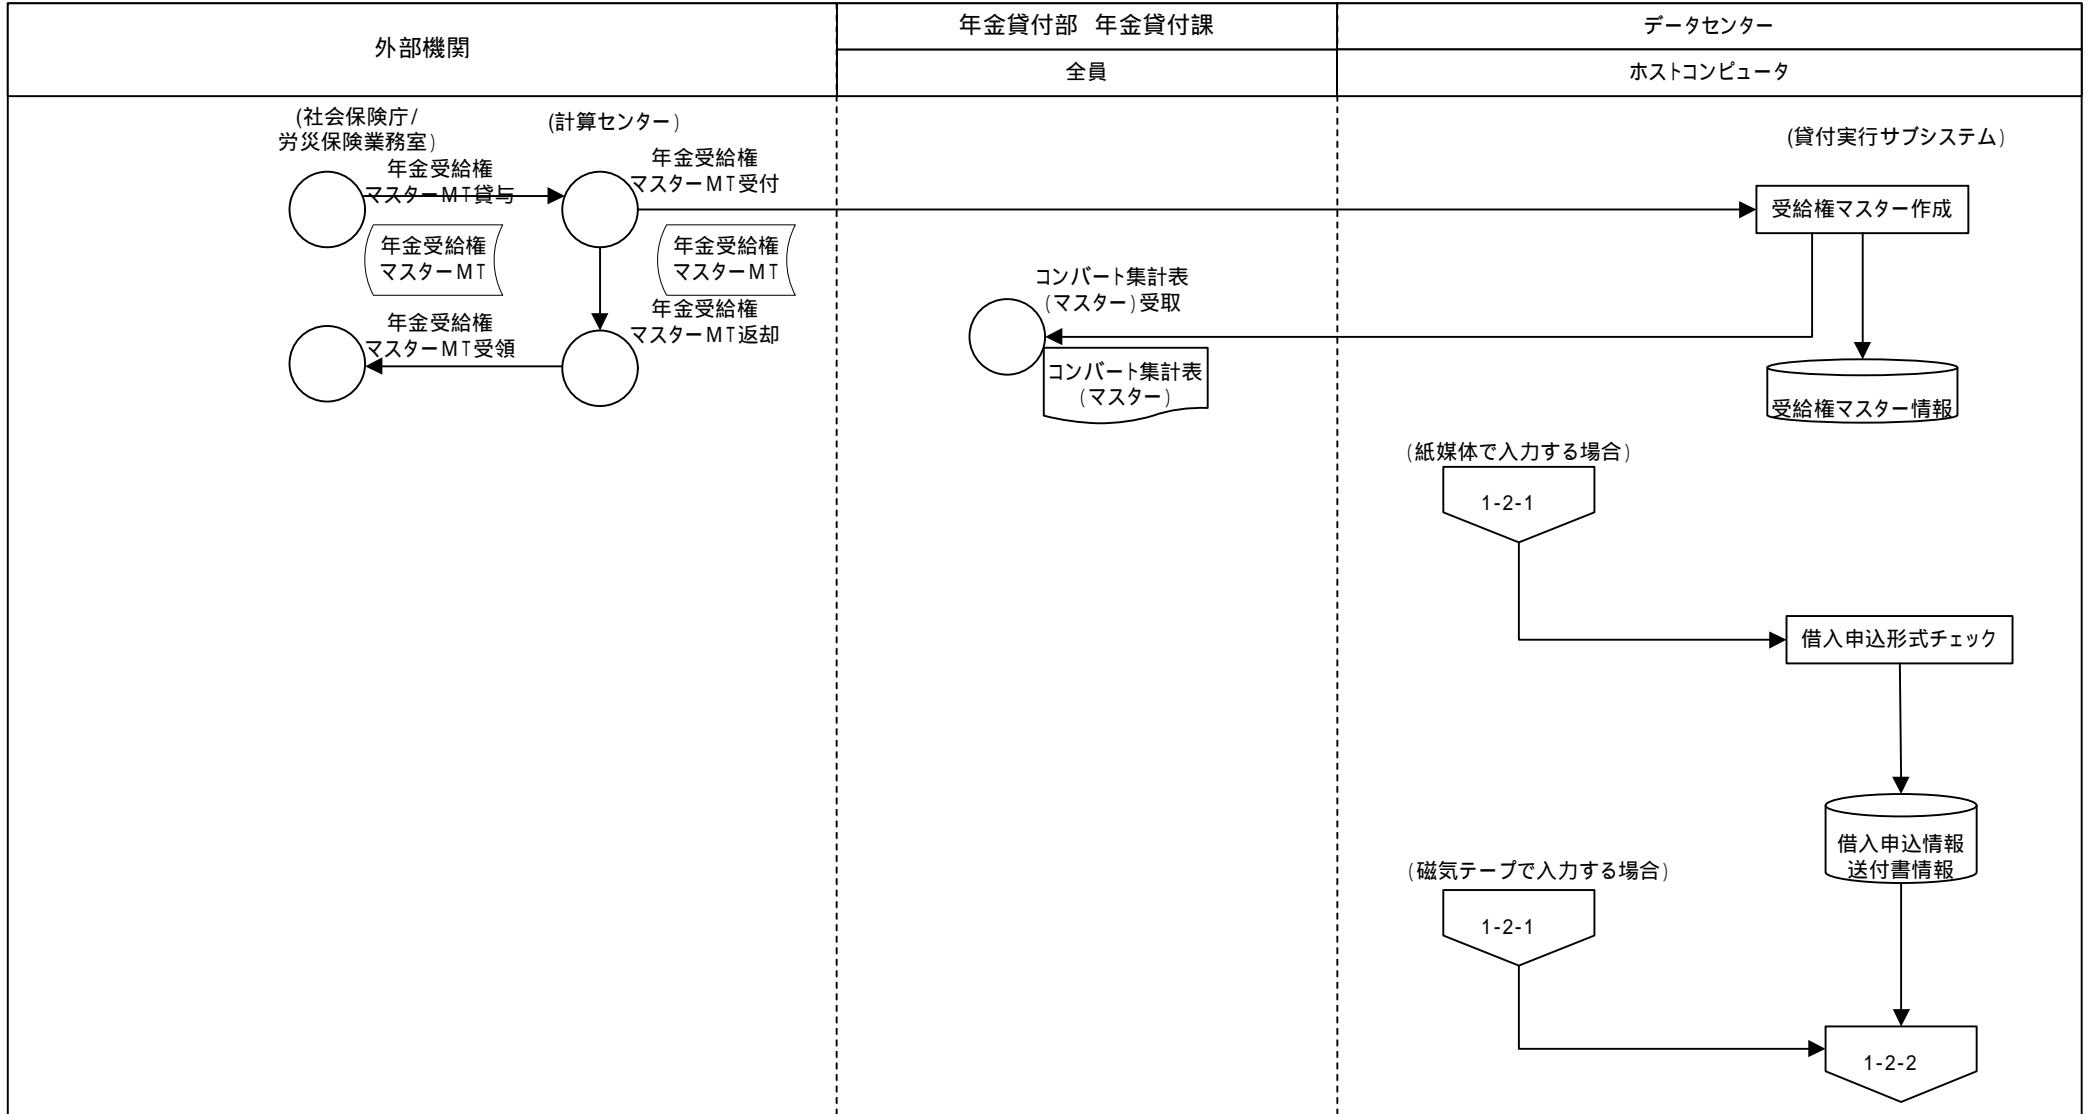 外部機関
年金貸付部 年金貸付課
全員
データセンター
ホストコンピュータ
(社会保険庁/
労災保険業務室)
(計算センター)
(貸付実行サブシステム)
年金受給権
マスターMT貸与
年金受給権
マスターMT受付
受給権マスター作成
年金受給権
マスターMT
年金受給権
マスターMT
コンバート集計表
(マスター)受取
年金受給権
マスターMT受領
年金受給権
マスターMT返却
コンバート集計表
(マスター)
受給権マスター情報
(紙媒体で入力する場合)
1-2-1
借入申込形式チェック
借入申込情報
送付書情報
(磁気テープで入力する場合)
1-2-1
1-2-2